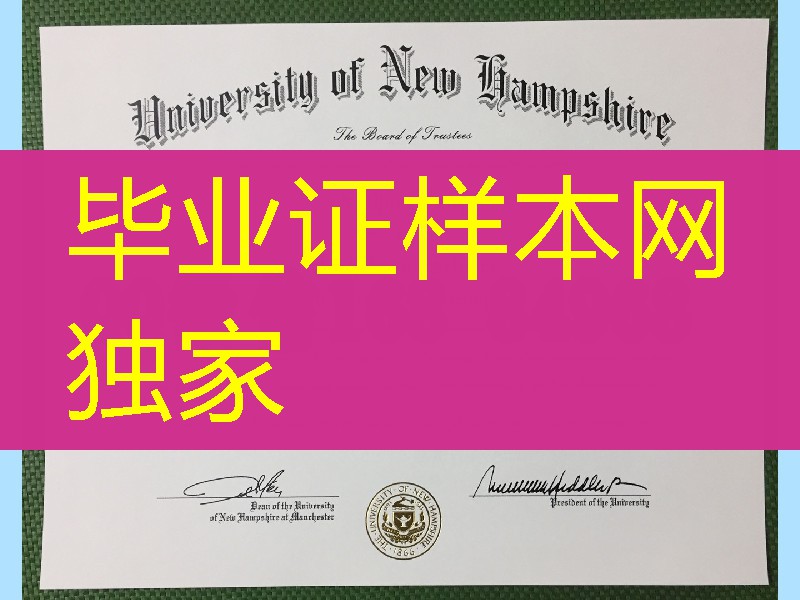 University of New Hampshire
The Board of Trustees
毕业证样本网
独家
Dean of the University
of New Hampshire at Manchester
President of the University
THE UNIVERSITY OF NEW HAMPSHIRE
1866